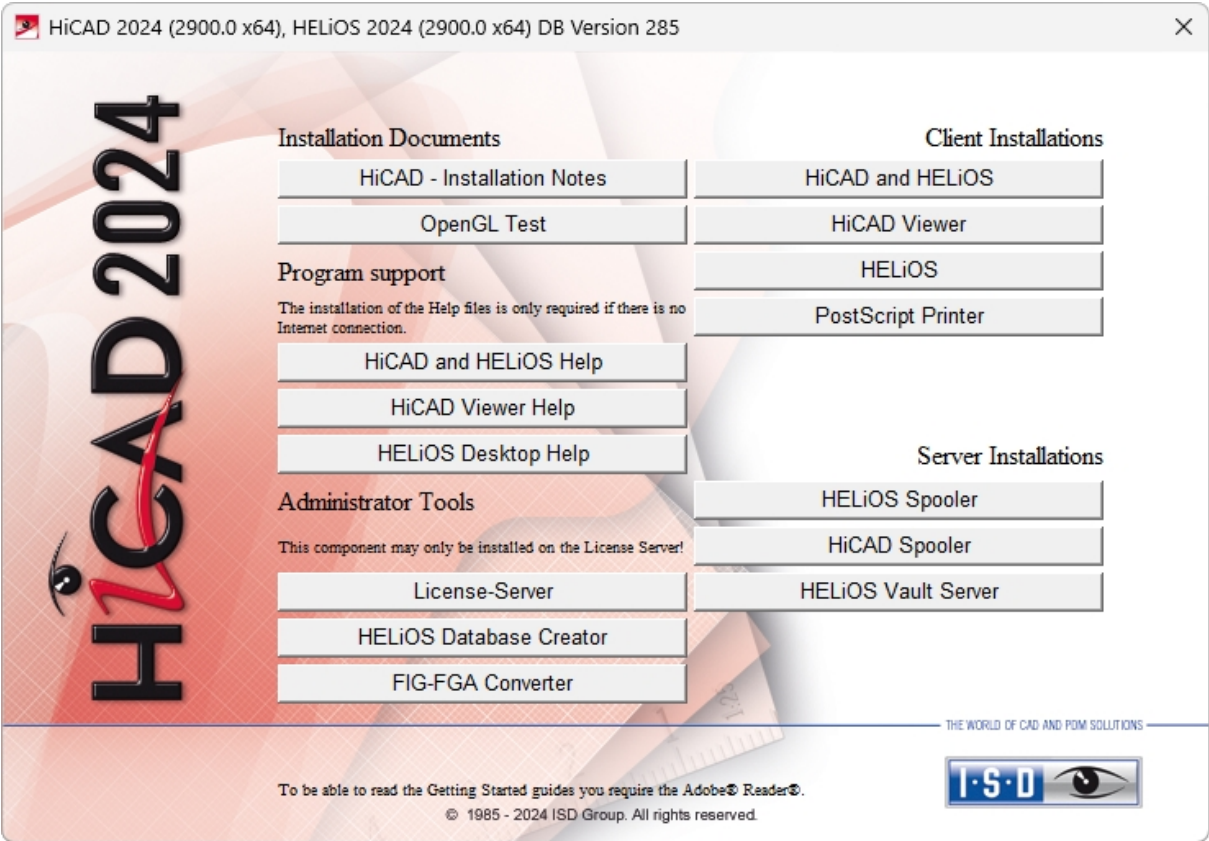 HiCAD 2024 (2900.0 x64), HELiOS 2024 (2900.0 x64) DB Version 285
HiCAD 2024
Installation Documents
HiCAD - Installation Notes
OpenGL Test
Program support
The installation of the Help files is only required if there is no
Internet connection.
HiCAD and HELiOS Help
HiCAD Viewer Help
HELiOS Desktop Help
Administrator Tools
This component may only be installed on the License Server!
License-Server
HELiOS Database Creator
FIG-FGA Converter
Client Installations
HiCAD and HELiOS
HiCAD Viewer
HELiOS
PostScript Printer
Server Installations
HELiOS Spooler
HiCAD Spooler
HELiOS Vault Server
THE WORLD OF CAD AND PDM SOLUTIONS
I·S·D
To be able to read the Getting Started guides you require the Adobe® Reader®.
© 1985 - 2024 ISD Group. All rights reserved.